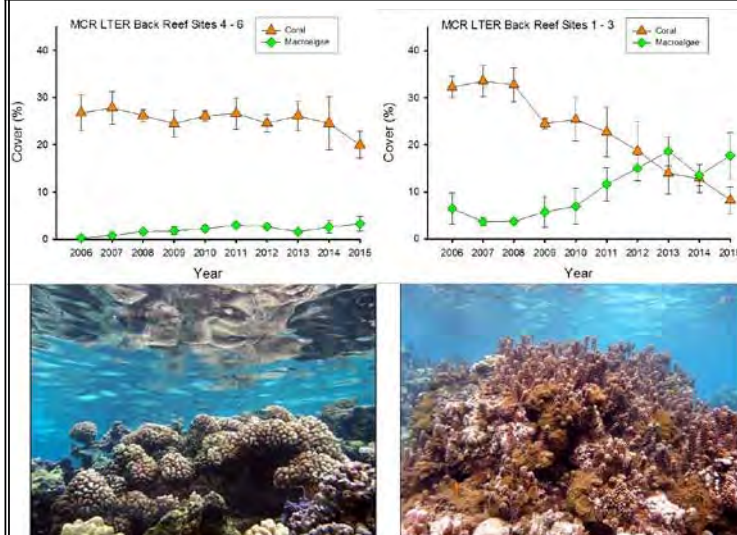 MCR LTER Back Reef Sites 4 - 6
Coral
Macroalgae
40
30
20
10
0
Cover (%)
2006 2007 2008 2009 2010 2011 2012 2013 2014 2015
Year
MCR LTER Back Reef Sites 1 - 3
Coral
Macroalgae
40
30
20
10
0
Cover (%)
2006 2007 2008 2009 2010 2011 2012 2013 2014 2015
Year